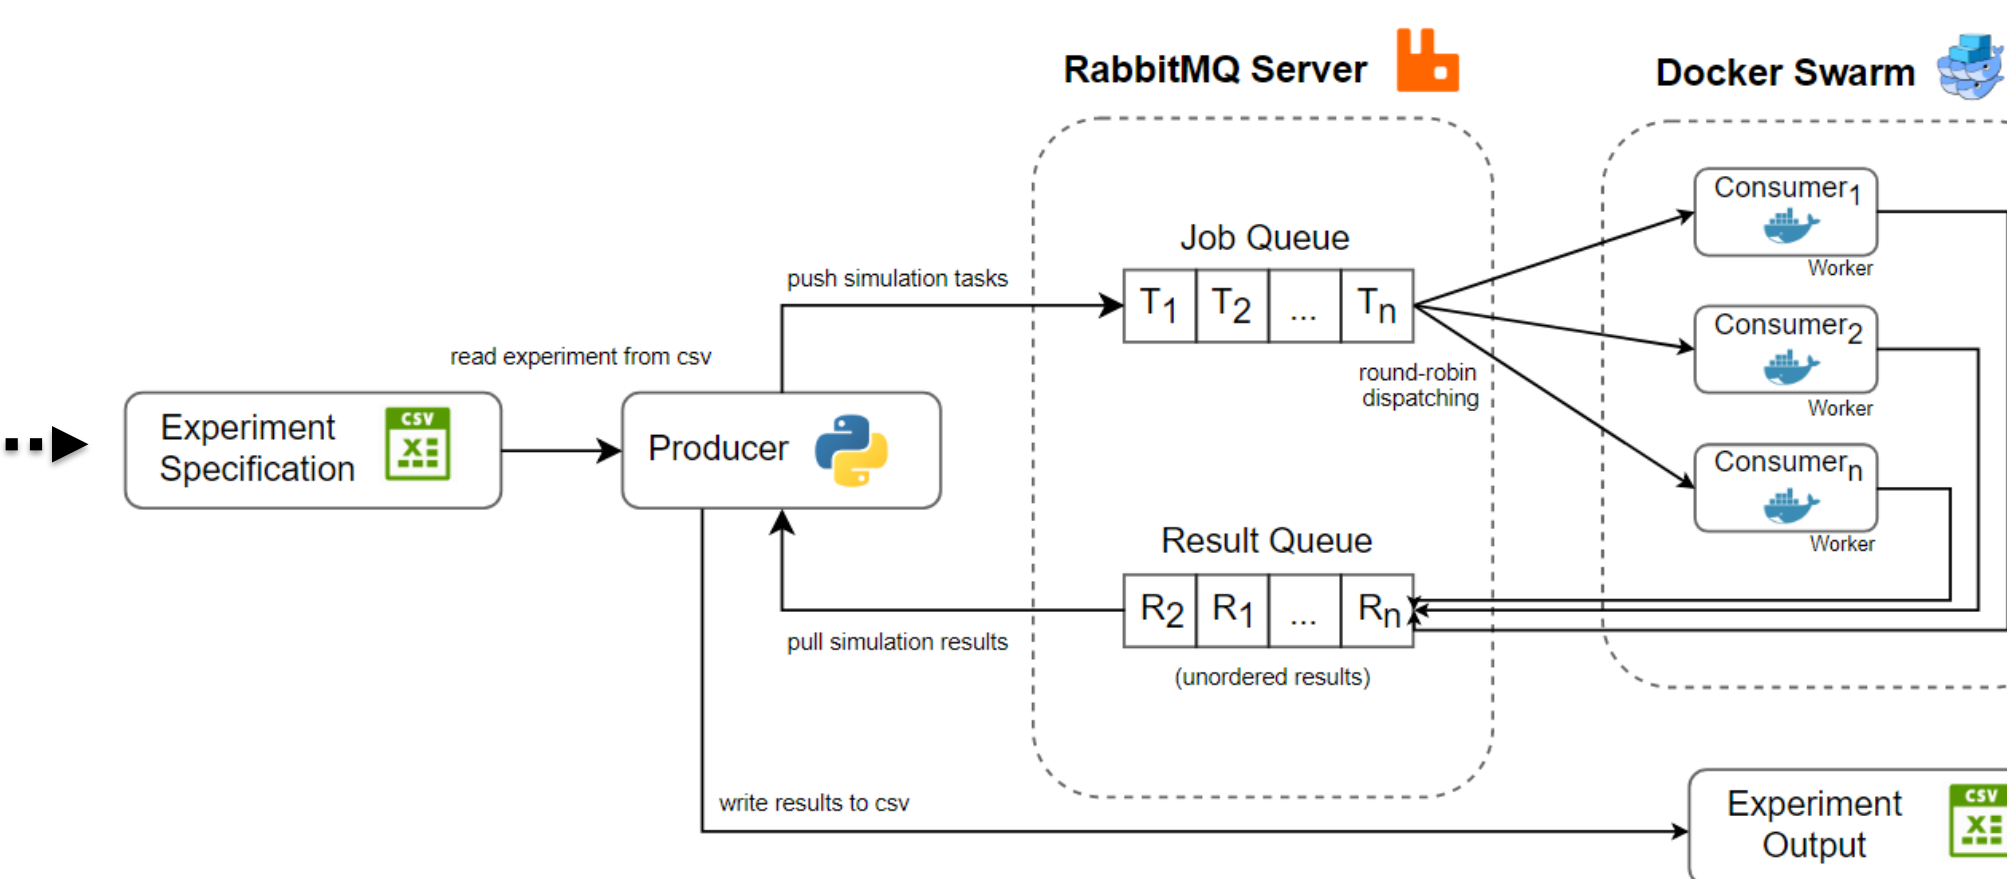 RabbitMQ Server
Docker Swarm
Consumer1
Worker
Job Queue
push simulation tasks
T1 T2 ... Tn
Consumer2
Worker
read experiment from csv
round-robin
dispatching
Experiment
Specification
CSV
Producer
Consumern
Worker
Result Queue
R2 R1 ... Rn
pull simulation results
(unordered results)
write results to csv
Experiment
Output
CSV